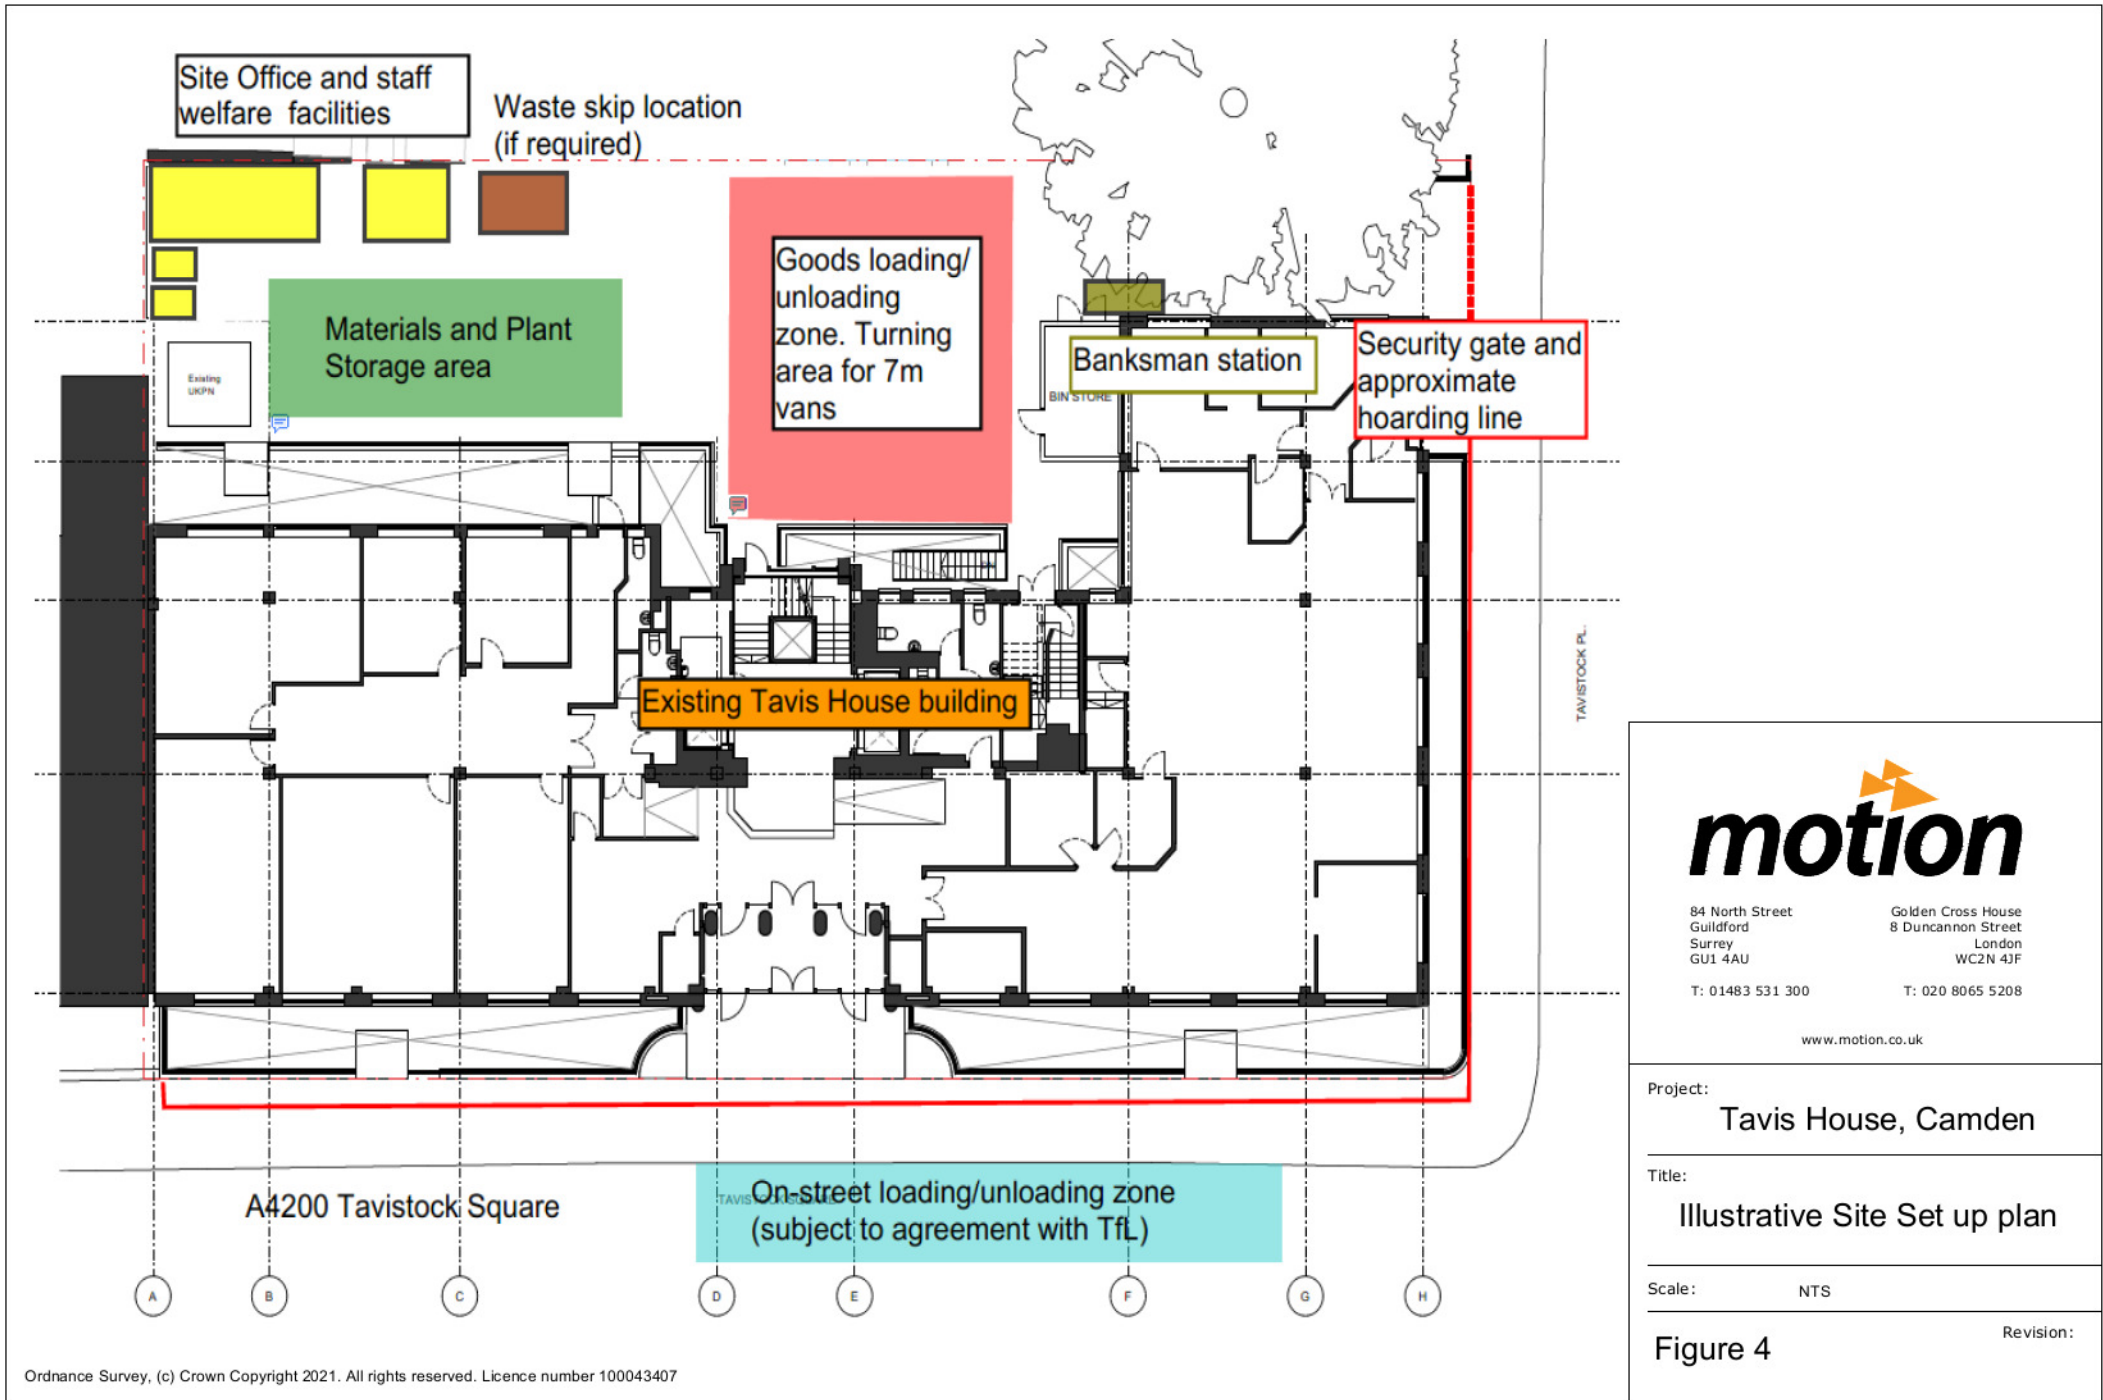 Site Office and staff
welfare  facilities
Waste skip location
(if required)
Goods loading/
unloading
zone. Turning
area for 7m
vans
Materials and Plant
Storage area
Existing
UKPN
Banksman station
BIN STORE
Security gate and
approximate
hoarding line
Existing Tavis House building
TAVISTOCK PL.
A4200 Tavistock Square
On-street loading/unloading zone
(subject to agreement with TfL)
A
B
C
D
E
F
G
H
Ordnance Survey, (c) Crown Copyright 2021. All rights reserved. Licence number 100043407
motion
84 North Street
Guildford
Surrey
GU1 4AU
T: 01483 531 300
Golden Cross House
8 Duncannon Street
London
WC2N 4JF
T: 020 8065 5208
www.motion.co.uk
Project:
Tavis House, Camden
Title:
Illustrative Site Set up plan
Scale:
NTS
Figure 4
Revision: